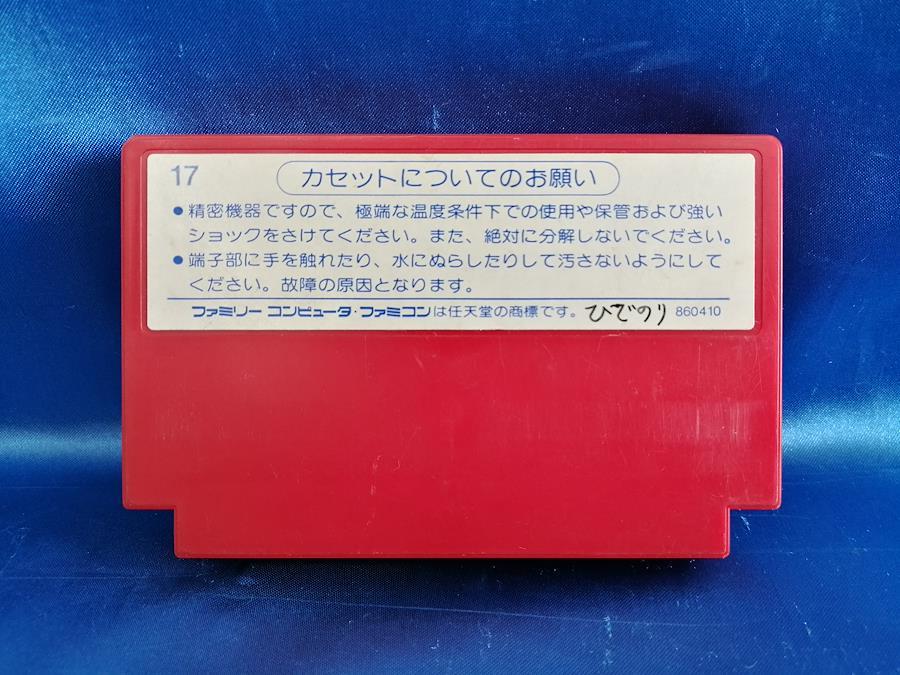 17
カセットについてのお願い
●精密機器ですので、極端な温度条件下での使用や保管および強い
ショックをさけてください。また、絶対に分解しないでください。
●端子部に手を触れたり、水にぬらしたりして汚さないようにして
ください。故障の原因となります。
ファミリーコンピュータ・ファミコンは任天堂の商標です。 ひでのり 860410